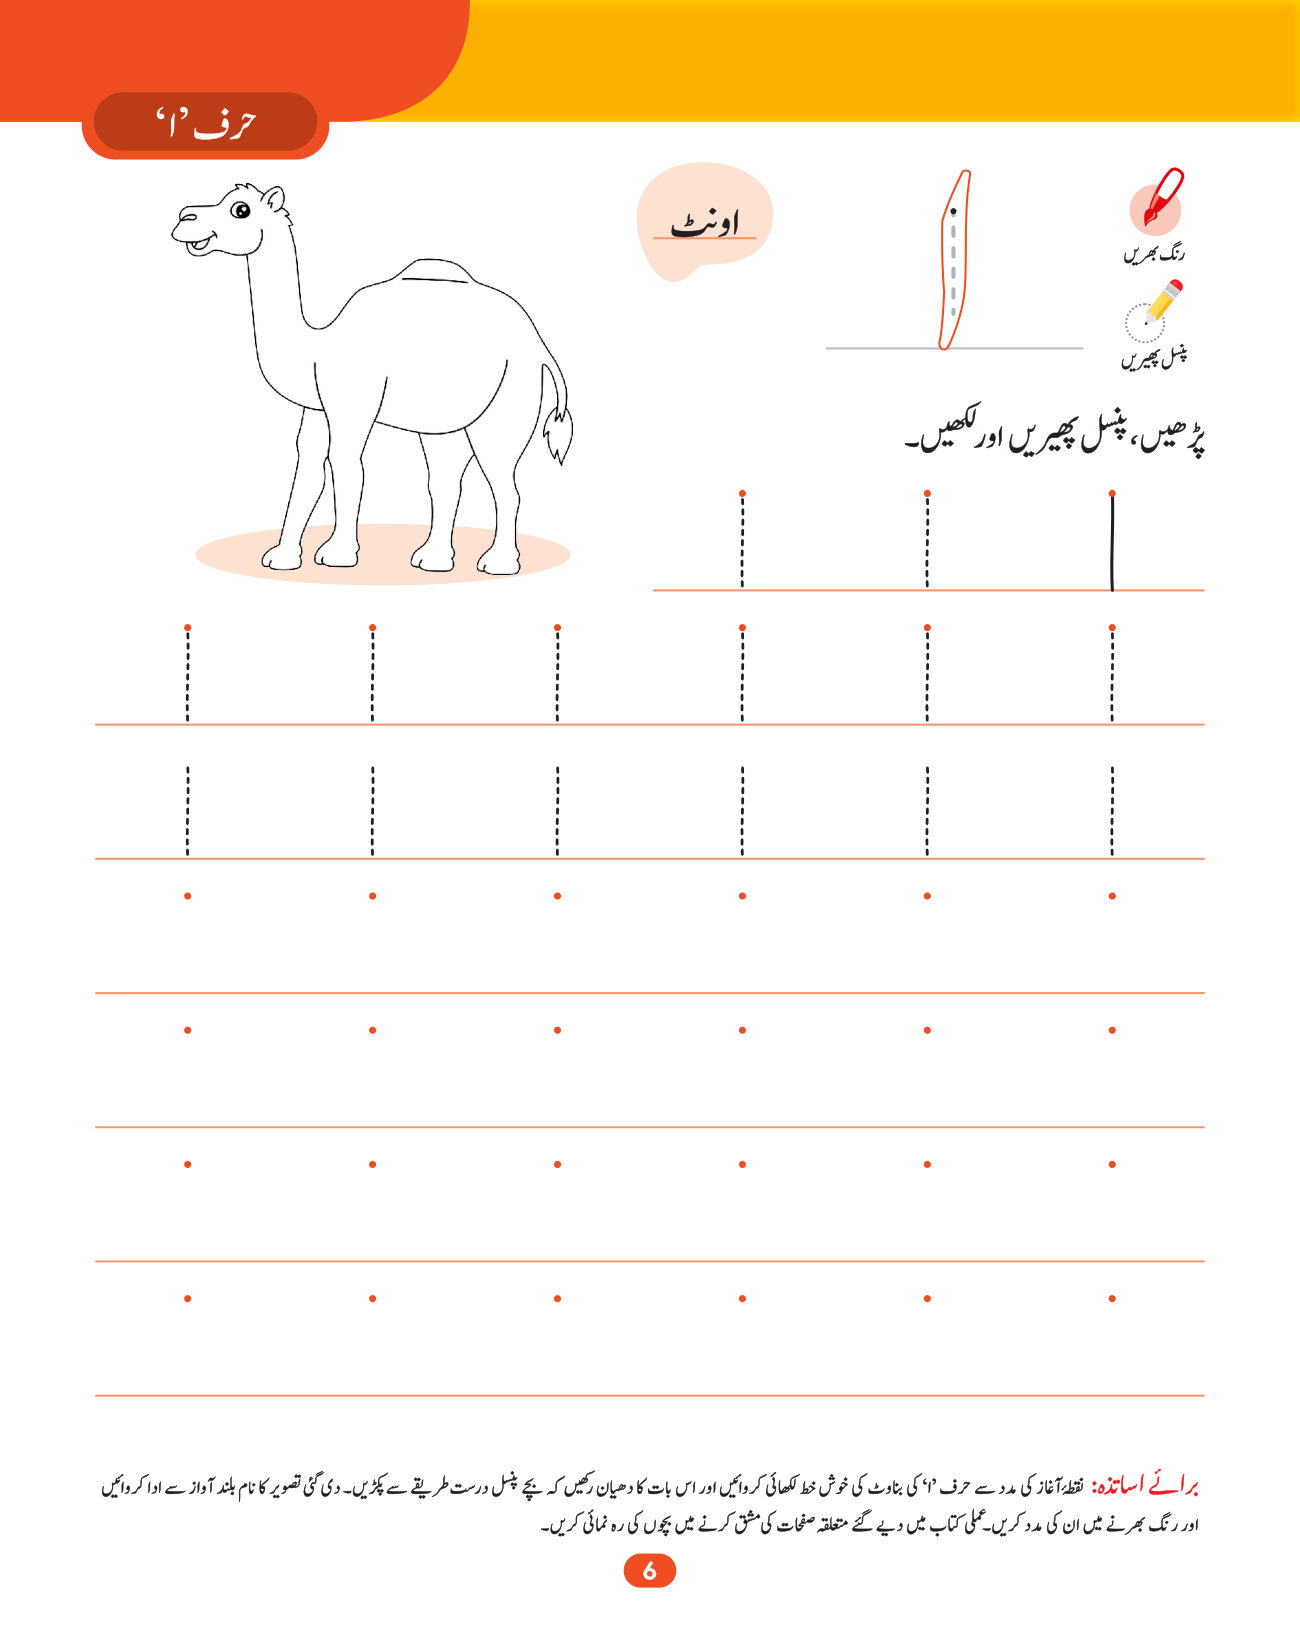 حرف ’ا‘
رنگ بھریں
اونٹ
ا
پنسل پھیریں
پڑھیں، پنسل پھیریں اور لکھیں۔
برائے اساتذہ: نقطۂ آغاز کی مدد سے حرف ’ا‘ کی بناوٹ کی خوش خط لکھائی کروائیں اور اس بات کا دھیان رکھیں کہ بچے پنسل درست طریقے سے پکڑیں۔ دی گئی تصویر کا نام بلند آواز سے ادا کروائیں
اور رنگ بھرنے میں ان کی مدد کریں۔ عملی کتاب میں دیے گئے متعلقہ صفحات کی مشق کرنے میں بچوں کی رہ نمائی کریں۔
6